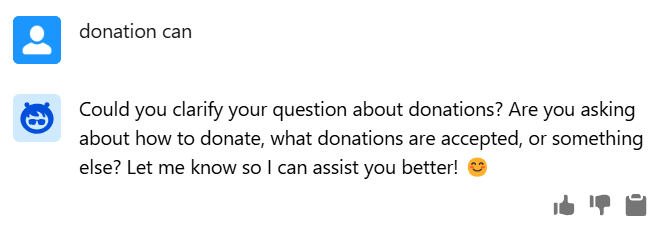 donation can
Could you clarify your question about donations? Are you asking
about how to donate, what donations are accepted, or something
else? Let me know so I can assist you better! 😊